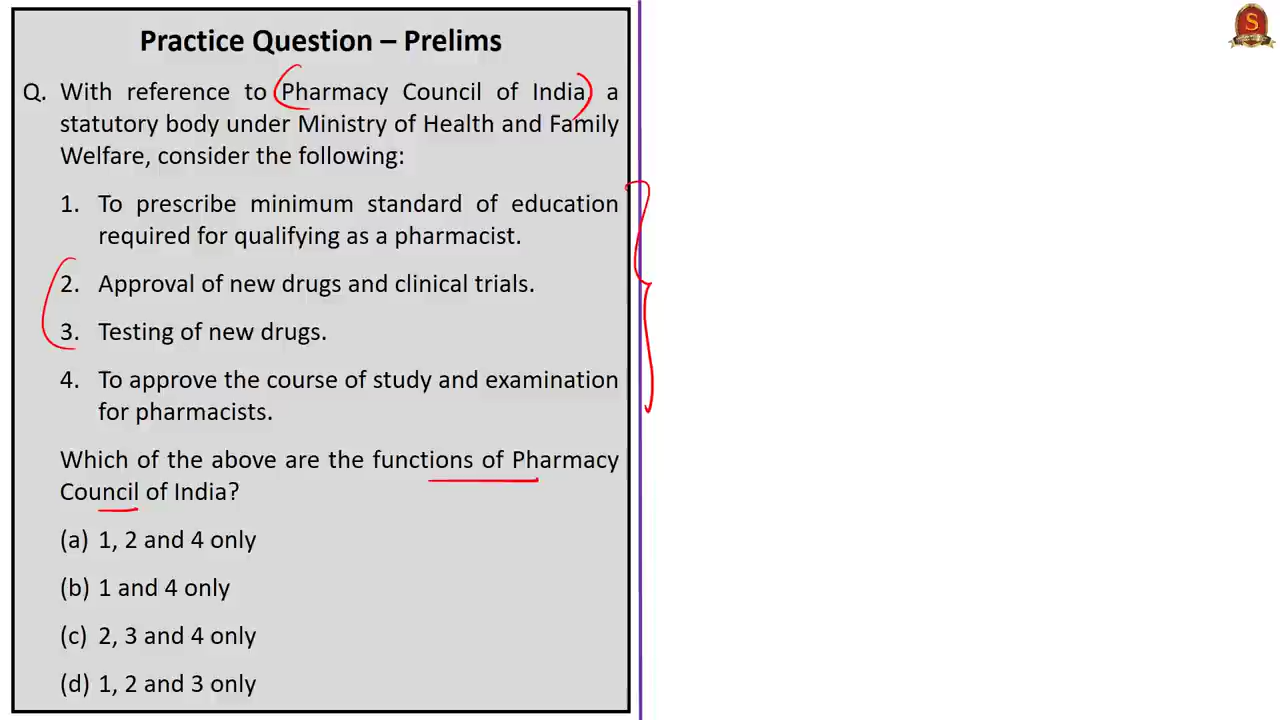 Practice Question – Prelims
Q. With reference to Pharmacy Council of India, a
statutory body under Ministry of Health and Family
Welfare, consider the following:
1. To prescribe minimum standard of education
required for qualifying as a pharmacist.
2. Approval of new drugs and clinical trials.
3. Testing of new drugs.
4. To approve the course of study and examination
for pharmacists.
Which of the above are the functions of Pharmacy
Council of India?
(a) 1, 2 and 4 only
(b) 1 and 4 only
(c) 2, 3 and 4 only
(d) 1, 2 and 3 only
S